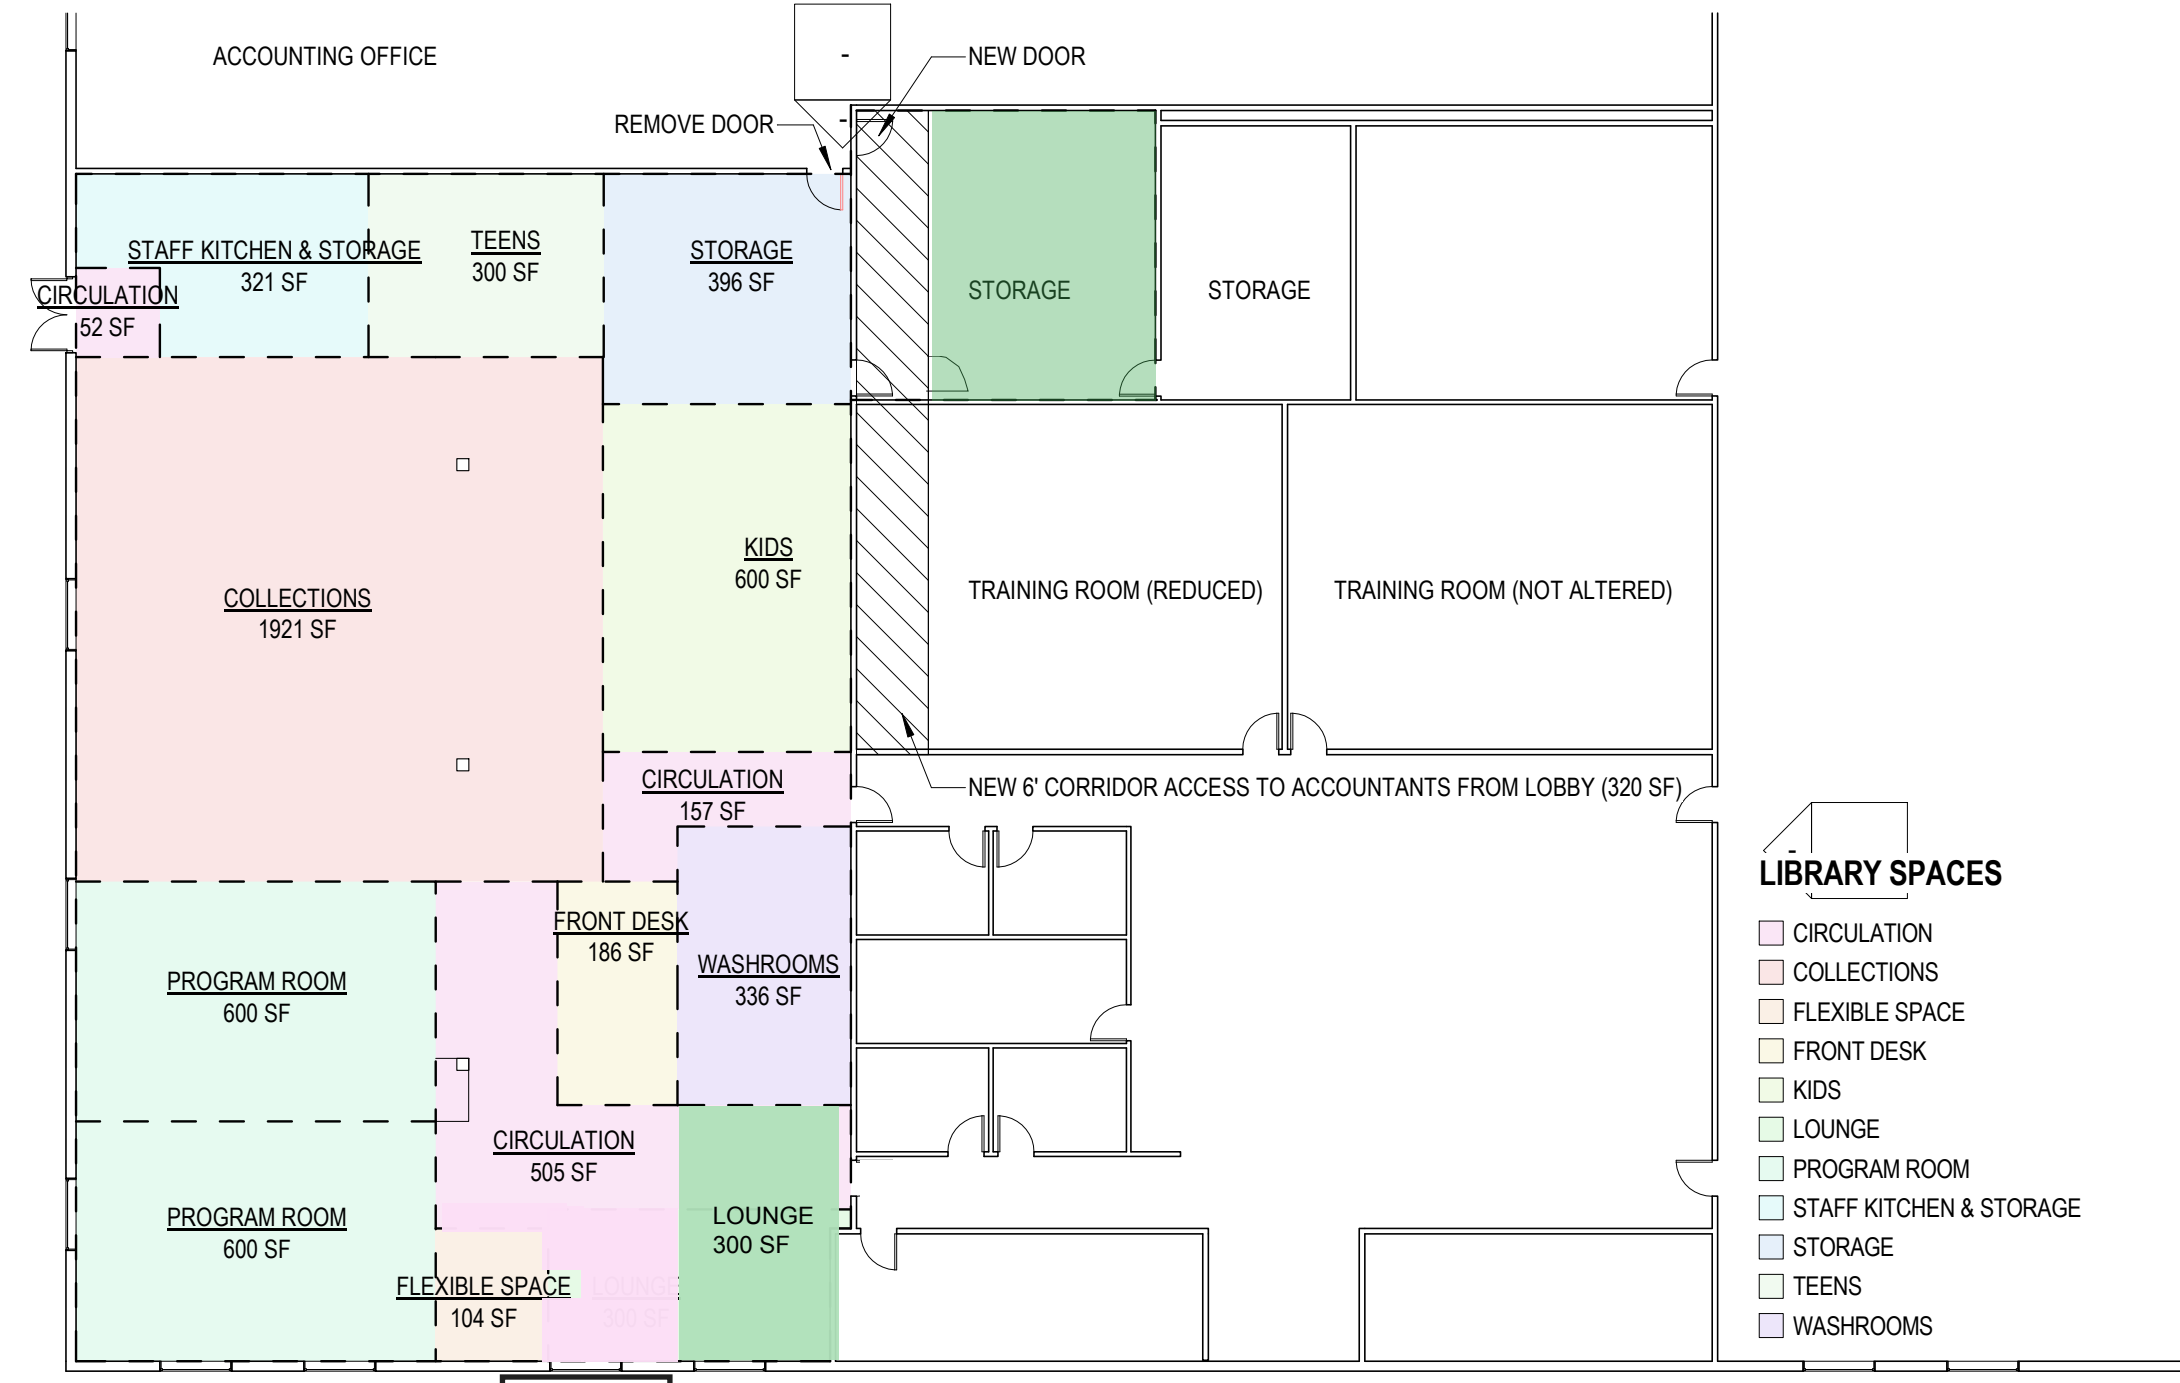 ACCOUNTING OFFICE
-
NEW DOOR
REMOVE DOOR
-
STAFF KITCHEN & STORAGE
321 SF
TEENS
300 SF
STORAGE
396 SF
STORAGE
STORAGE
CIRCULATION
52 SF
COLLECTIONS
1921 SF
KIDS
600 SF
TRAINING ROOM (REDUCED)
TRAINING ROOM (NOT ALTERED)
CIRCULATION
157 SF
NEW 6' CORRIDOR ACCESS TO ACCOUNTANTS FROM LOBBY (320 SF)
FRONT DESK
186 SF
WASHROOMS
336 SF
PROGRAM ROOM
600 SF
CIRCULATION
505 SF
PROGRAM ROOM
600 SF
LOUNGE
300 SF
FLEXIBLE SPACE
104 SF
LOUNGE
300 SF
-
LIBRARY SPACES
CIRCULATION
COLLECTIONS
FLEXIBLE SPACE
FRONT DESK
KIDS
LOUNGE
PROGRAM ROOM
STAFF KITCHEN & STORAGE
STORAGE
TEENS
WASHROOMS